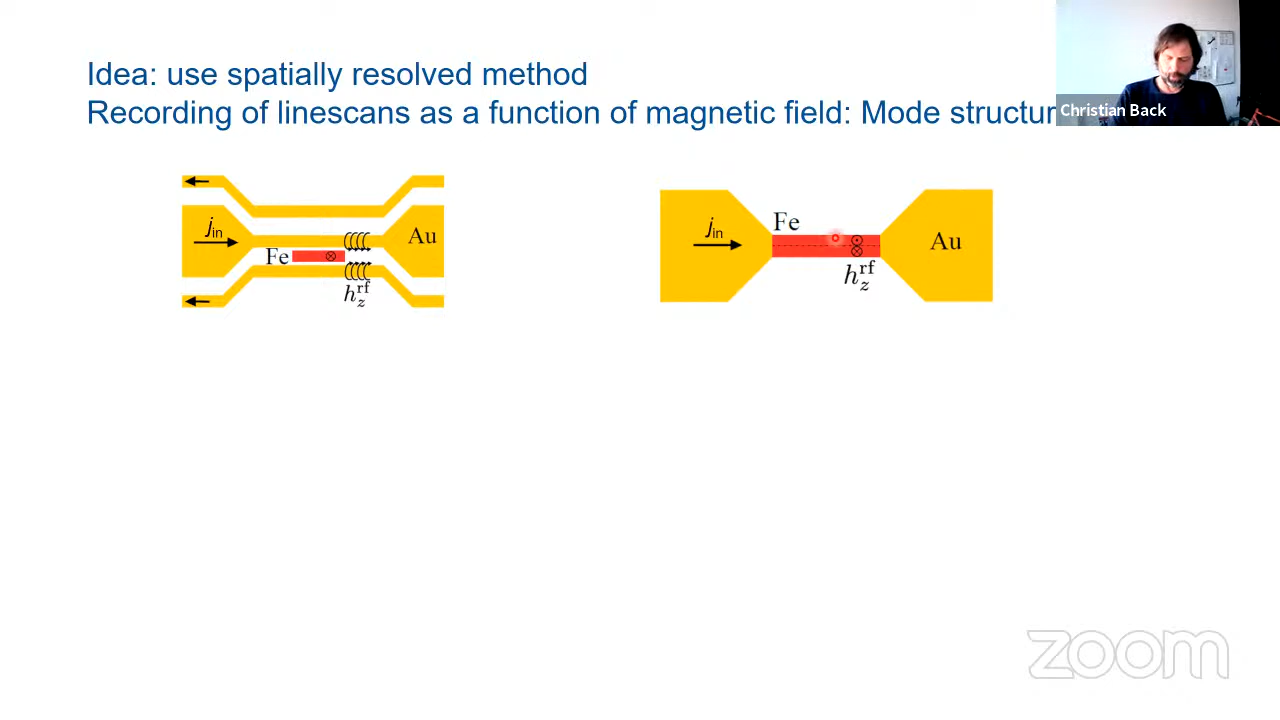 Idea: use spatially resolved method
Recording of linescans as a function of magnetic field: Mode structur
Christian Back
j_in
Au
Fe
h_z^rf
Fe
j_in
Au
h_z^rf
zoom